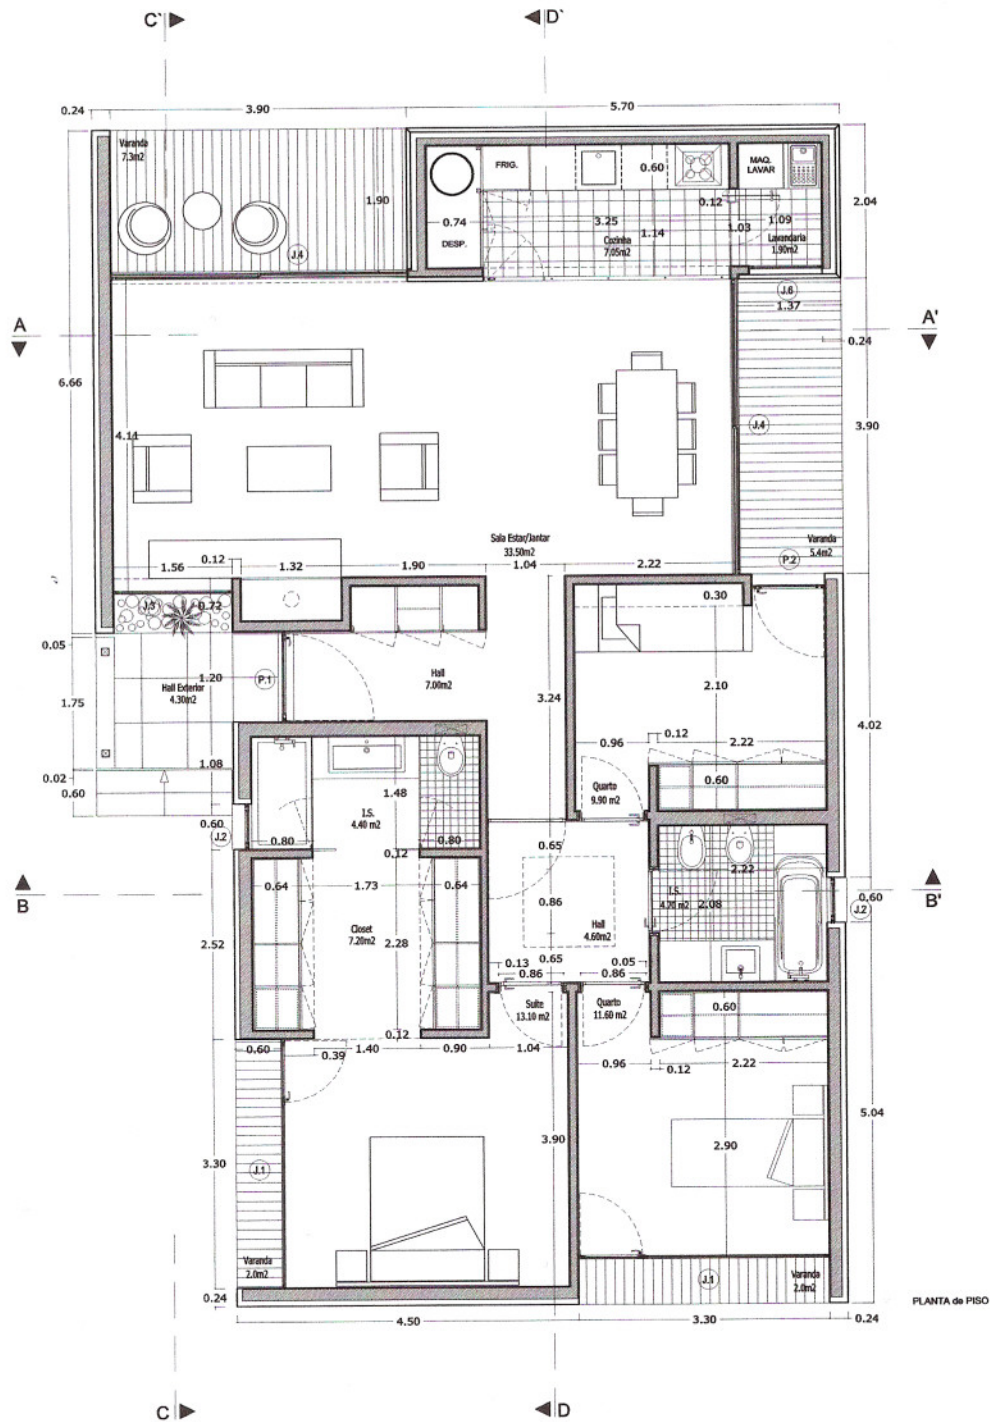 C`
D`
0.24
3.90
5.70
Varanda
7.3m2
1.90
J.4
FRIG.
0.60
MAQ.
LAVAR
0.74
DESP.
3.25
1.14
Cozinha
7.05m2
0.12
1.03
1.09
Lavandaria
1.90m2
2.04
J.6
1.37
0.24
A
A'
6.66
4.11
J.4
3.90
Sala Estar/Jantar
33.50m2
Varanda
5.4m2
P.2
1.56
0.12
1.32
1.90
1.04
2.22
J.3
0.72
0.30
0.05
1.75
0.02
0.60
Hall Exterior
4.30m2
1.20
P.1
1.08
Hall
7.00m2
3.24
2.10
4.02
0.96
0.12
2.22
Quarto
9.90 m2
0.60
1.48
I.S.
4.40 m2
0.60
J.2
0.80
0.12
0.80
0.65
2.22
B
0.64
1.73
0.64
0.86
I.S.
4.20 m2
2.08
0.60
J.2
B'
Closet
7.20m2
2.28
Hall
4.60m2
2.52
0.65
0.13
0.86
0.05
0.86
Suite
13.10 m2
Quarto
11.60 m2
0.60
0.12
0.60
0.39
1.40
0.90
1.04
0.96
0.12
2.22
3.90
2.90
5.04
3.30
J.1
Varanda
2.0m2
J.1
Varanda
2.0m2
0.24
4.50
3.30
0.24
PLANTA de PISO
C
D